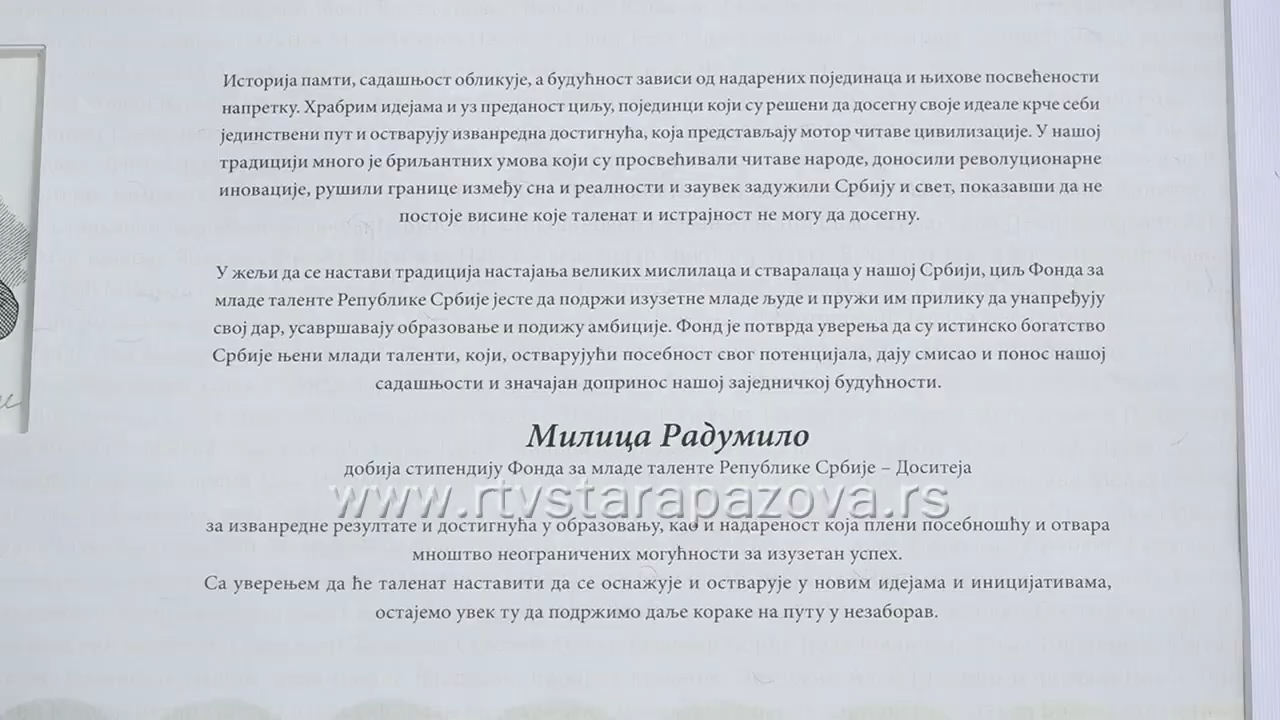 Историја памти, садашњост обликује, а будућност зависи од надарених појединаца и њихове посвећености
напретку. Храбрим идејама и уз преданост циљу, појединци који су решени да досегну своје идеале крче себи
јединствени пут и остварују изванредна достигнућа, која представљају мотор читаве цивилизације. У нашој
традицији много је бриљантних умова који су просвећивали читаве народе, доносили револуционарне
иновације, рушили границе између сна и реалности и заувек задужили Србију и свет, показавши да не
постоје висине које таленат и истрајност не могу да досегну.
У жељи да се настави традиција настајања великих мислилаца и стваралаца у нашој Србији, циљ Фонда за
младе таленте Републике Србије јесте да подржи изузетне младе људе и пружи им прилику да унапређују
свој дар, усавршавају образовање и подижу амбиције. Фонд је потврда уверења да су истинско богатство
Србије њени млади таленти, који, остварујући посебност свог потенцијала, дају смисао и понос нашој
садашњости и значајан допринос нашој заједничкој будућности.
Милица Радумило
добија стипендију Фонда за младе таленте Републике Србије – Доситеја
www.rtvstarapazova.rs
за изванредне резултате и достигнућа у образовању, као и надареност која плени посебношћу и отвара
мноштво неограничених могућности за изузетан успех.
Са уверењем да ће таленат наставити да се оснажује и остварује у новим идејама и иницијативама,
остајемо увек ту да подржимо даље кораке на путу у незаборав.